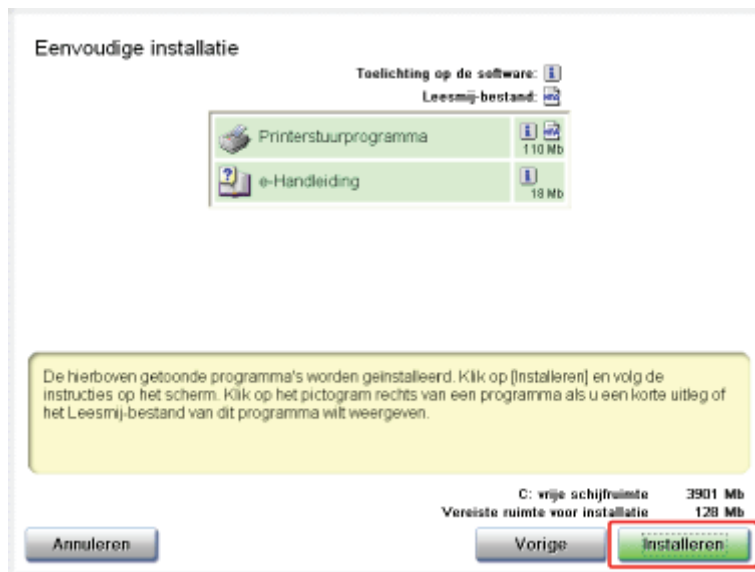 Eenvoudige installatie
Toelichting op de software:
Leesmij-bestand:
Printerstuurprogramma
110 Mb
e-Handleiding
18 Mb
De hierboven getoonde programma's worden geïnstalleerd. Klik op [Installeren] en volg de
instructies op het scherm. Klik op het pictogram rechts van een programma als u een korte uitleg of
het Leesmij-bestand van dit programma wilt weergeven.
C: vrije schijfruimte 3901 Mb
Vereiste ruimte voor installatie 128 Mb
Annuleren Vorige Installeren